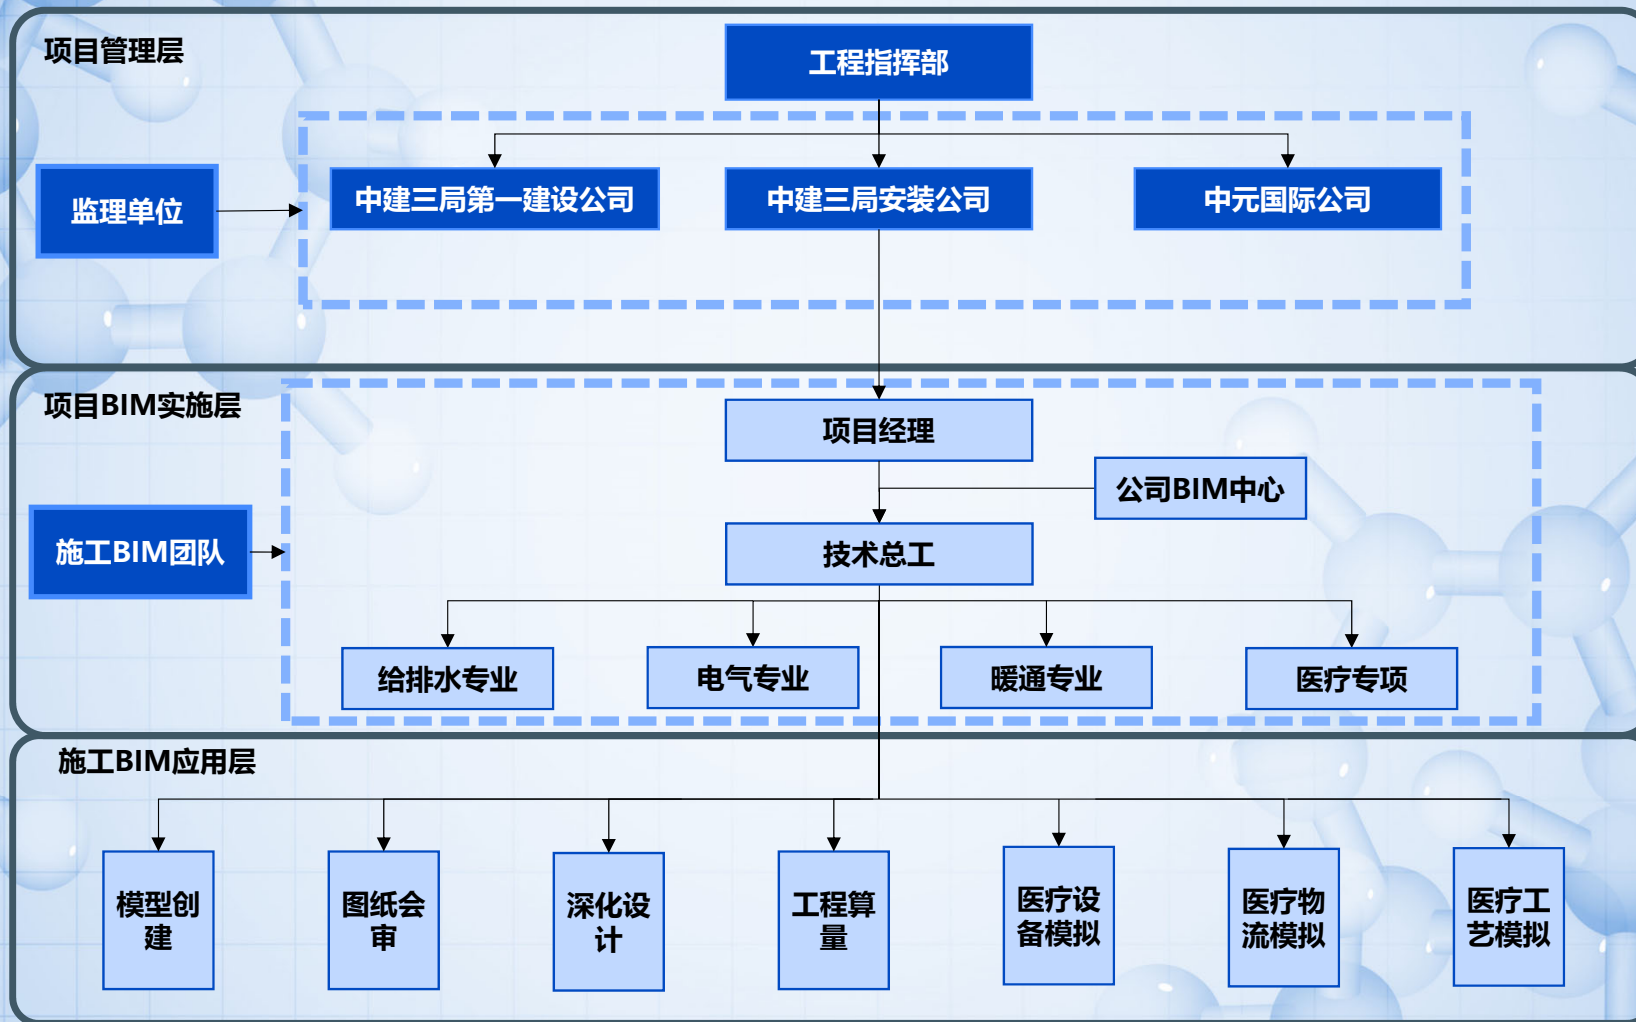 项目管理层
工程指挥部
监理单位
中建三局第一建设公司
中建三局安装公司
中元国际公司
项目BIM实施层
项目经理
公司BIM中心
施工BIM团队
技术总工
给排水专业
电气专业
暖通专业
医疗专项
施工BIM应用层
模型创
建
图纸会
审
深化设
计
工程算
量
医疗设
备模拟
医疗物
流模拟
医疗工
艺模拟